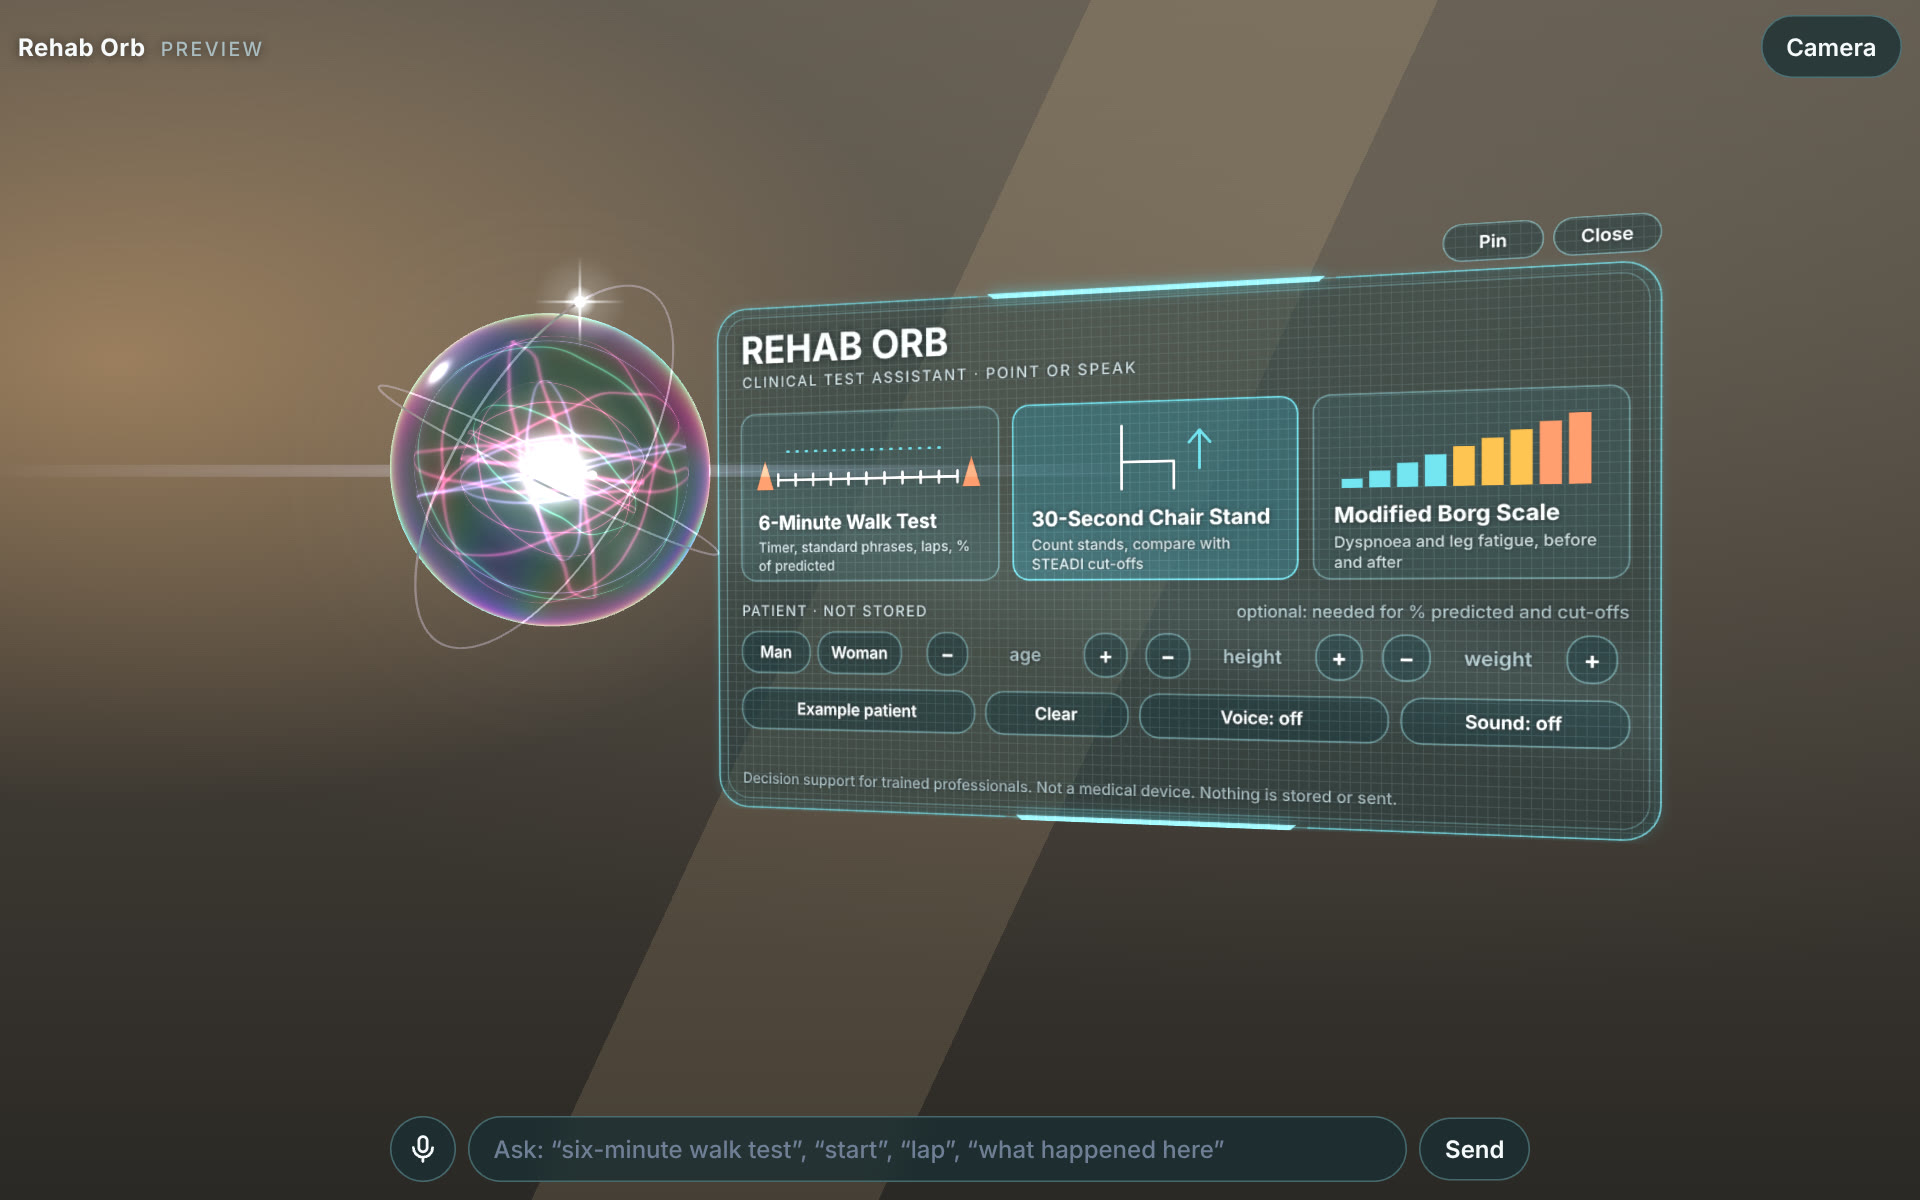 Rehab Orb PREVIEW
Camera
Pin
Close
REHAB ORB
CLINICAL TEST ASSISTANT · POINT OR SPEAK
6-Minute Walk Test
Timer, standard phrases, laps, %
of predicted
30-Second Chair Stand
Count stands, compare with
STEADI cut-offs
Modified Borg Scale
Dyspnoea and leg fatigue, before
and after
PATIENT · NOT STORED
optional: needed for % predicted and cut-offs
Man Woman − age + − height + − weight +
Example patient Clear Voice: off Sound: off
Decision support for trained professionals. Not a medical device. Nothing is stored or sent.
Ask: “six-minute walk test”, “start”, “lap”, “what happened here”
Send